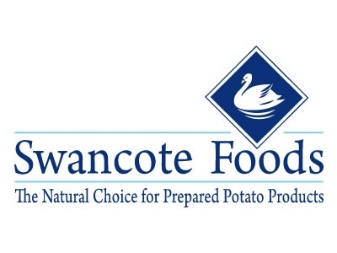 Swancote Foods
The Natural Choice for Prepared Potato Products